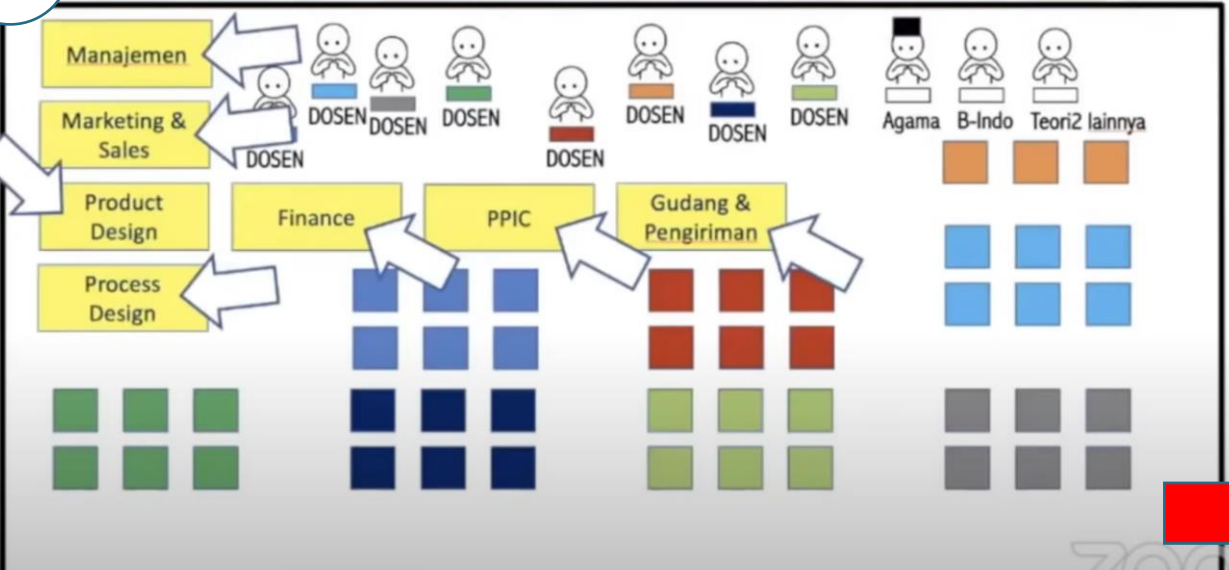 Manajemen
Marketing &
Sales
Product
Design
Process
Design
Finance
PPIC
Gudang &
Pengiriman
DOSEN
DOSEN
DOSEN
DOSEN
DOSEN
DOSEN
DOSEN
DOSEN
Agama
B-Indo
Teori2 lainnya